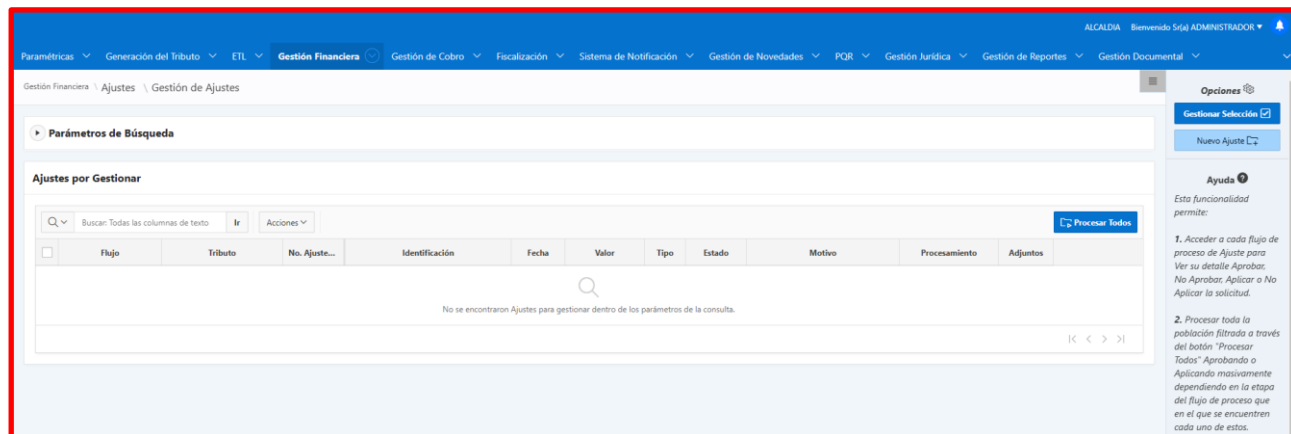 ALCALDIA Bienvenido Sr(a) ADMINISTRADOR
Paramétricas Generación del Tributo ETL Gestión Financiera Gestión de Cobro Fiscalización Sistema de Notificación Gestión de Novedades PQR Gestión Jurídica Gestión de Reportes Gestión Documental
Gestión Financiera \ Ajustes \ Gestión de Ajustes
Parámetros de Búsqueda
Ajustes por Gestionar
Buscar: Todas las columnas de texto Ir Acciones Procesar Todos
Flujo Tributo No. Ajuste... Identificación Fecha Valor Tipo Estado Motivo Procesamiento Adjuntos
No se encontraron Ajustes para gestionar dentro de los parámetros de la consulta.
Opciones
Gestionar Selección
Nuevo Ajuste
Ayuda
Esta funcionalidad
permite:
1. Acceder a cada flujo de
proceso de Ajuste para
Ver su detalle Aprobar,
No Aprobar, Aplicar o No
Aplicar la solicitud.
2. Procesar toda la
población filtrada a través
del botón "Procesar
Todos" Aprobando o
Aplicando masivamente
dependiendo en la etapa
del flujo de proceso que
en el que se encuentren
cada uno de estos.